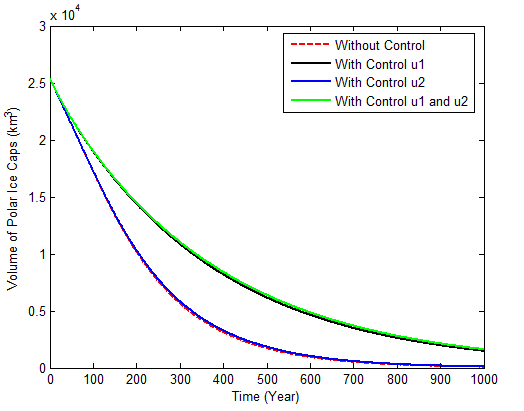 x 10^4
3
2.5
2
1.5
1
0.5
0
0 100 200 300 400 500 600 700 800 900 1000
Volume of Polar Ice Caps (km^3)
Time (Year)
Without Control
With Control u1
With Control u2
With Control u1 and u2